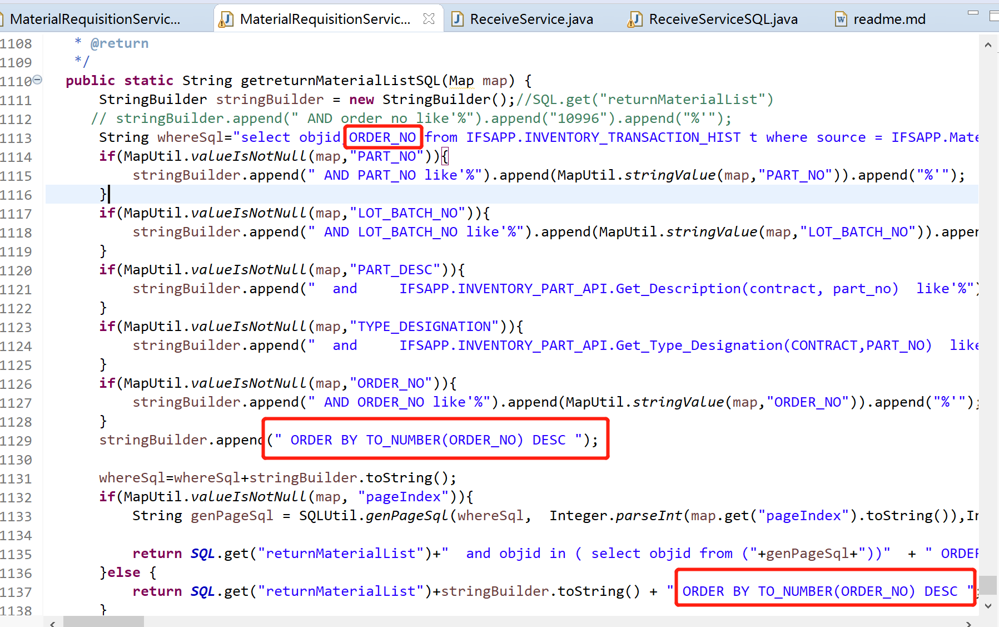 MaterialRequisitionServic...
MaterialRequisitionServic...
ReceiveService.java
ReceiveServiceSQL.java
readme.md
1108 * @return
1109 */
1110 public static String getreturnMaterialListSQL(Map map) {
1111 StringBuilder stringBuilder = new StringBuilder();//SQL.get("returnMaterialList")
1112 // stringBuilder.append(" AND order no like'%").append("10996").append("%'");
1113 String whereSql="select objid ORDER_NO from IFSAPP.INVENTORY_TRANSACTION_HIST t where source = IFSAPP.Mate
1114 if(MapUtil.valueIsNotNull(map,"PART_NO")){
1115 stringBuilder.append(" AND PART_NO like'%").append(MapUtil.stringValue(map,"PART_NO")).append("%'");
1116 }
1117 if(MapUtil.valueIsNotNull(map,"LOT_BATCH_NO")){
1118 stringBuilder.append(" AND LOT_BATCH_NO like'%").append(MapUtil.stringValue(map,"LOT_BATCH_NO")).appen
1119 }
1120 if(MapUtil.valueIsNotNull(map,"PART_DESC")){
1121 stringBuilder.append("  and     IFSAPP.INVENTORY_PART_API.Get_Description(contract, part_no)  like'%")
1122 }
1123 if(MapUtil.valueIsNotNull(map,"TYPE_DESIGNATION")){
1124 stringBuilder.append("  and     IFSAPP.INVENTORY_PART_API.Get_Type_Designation(CONTRACT,PART_NO)  like
1125 }
1126 if(MapUtil.valueIsNotNull(map,"ORDER_NO")){
1127 stringBuilder.append(" AND ORDER_NO like'%").append(MapUtil.stringValue(map,"ORDER_NO")).append("%'");
1128 }
1129 stringBuilder.append(" ORDER BY TO_NUMBER(ORDER_NO) DESC ");
1130
1131 whereSql=whereSql+stringBuilder.toString();
1132 if(MapUtil.valueIsNotNull(map, "pageIndex")){
1133 String genPageSql = SQLUtil.genPageSql(whereSql,  Integer.parseInt(map.get("pageIndex").toString()),In
1134
1135 return SQL.get("returnMaterialList")+"  and objid in ( select objid from ("+genPageSql+"))"  + " ORDER
1136 }else {
1137 return SQL.get("returnMaterialList")+stringBuilder.toString() + " ORDER BY TO_NUMBER(ORDER_NO) DESC ";
1138 }